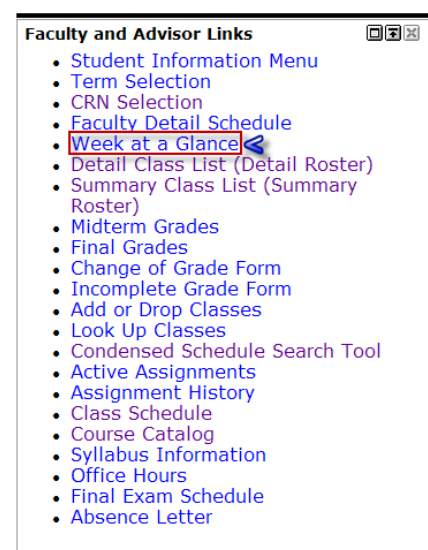 Faculty and Advisor Links
Student Information Menu
Term Selection
CRN Selection
Faculty Detail Schedule
Week at a Glance
Detail Class List (Detail Roster)
Summary Class List (Summary
Roster)
Midterm Grades
Final Grades
Change of Grade Form
Incomplete Grade Form
Add or Drop Classes
Look Up Classes
Condensed Schedule Search Tool
Active Assignments
Assignment History
Class Schedule
Course Catalog
Syllabus Information
Office Hours
Final Exam Schedule
Absence Letter